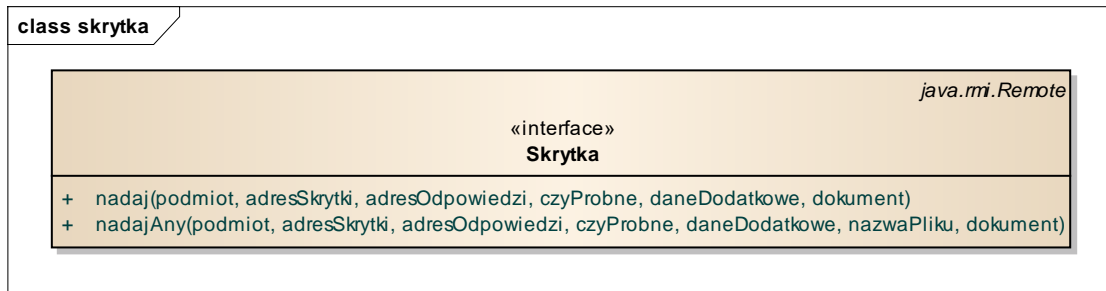 class skrytka
java.rmi.Remote
«interface»
Skrytka
+ nadaj(podmiot, adresSkrytki, adresOdpowiedzi, czyProbne, daneDodatkowe, dokument)
+ nadajAny(podmiot, adresSkrytki, adresOdpowiedzi, czyProbne, daneDodatkowe, nazwaPliku, dokument)